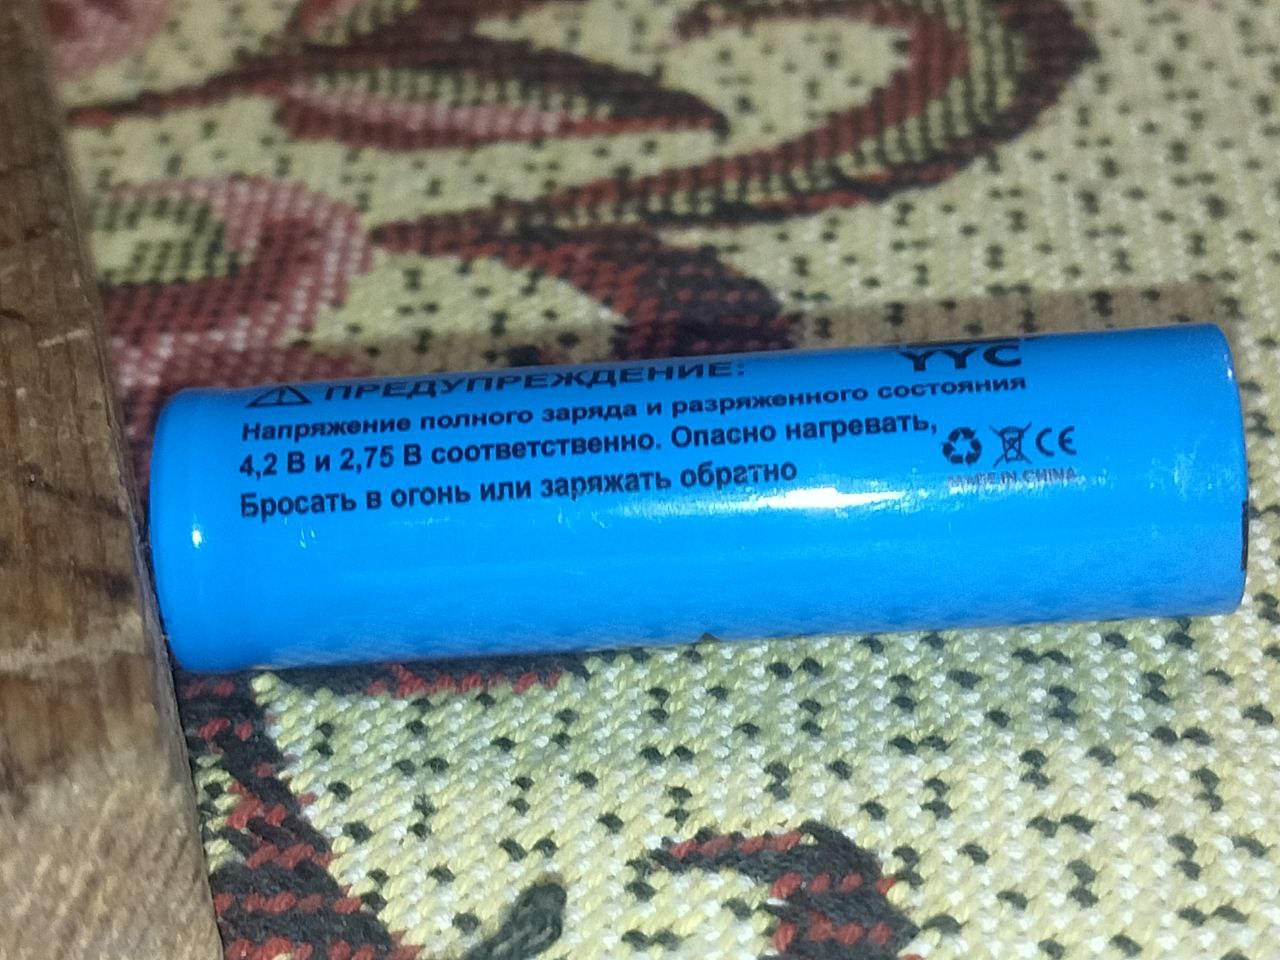 YYC
ПРЕДУПРЕЖДЕНИЕ:
Напряжение полного заряда и разряженного состояния
4,2 В и 2,75 В соответственно. Опасно нагревать,
Бросать в огонь или заряжать обратно
CE
MADE IN CHINA